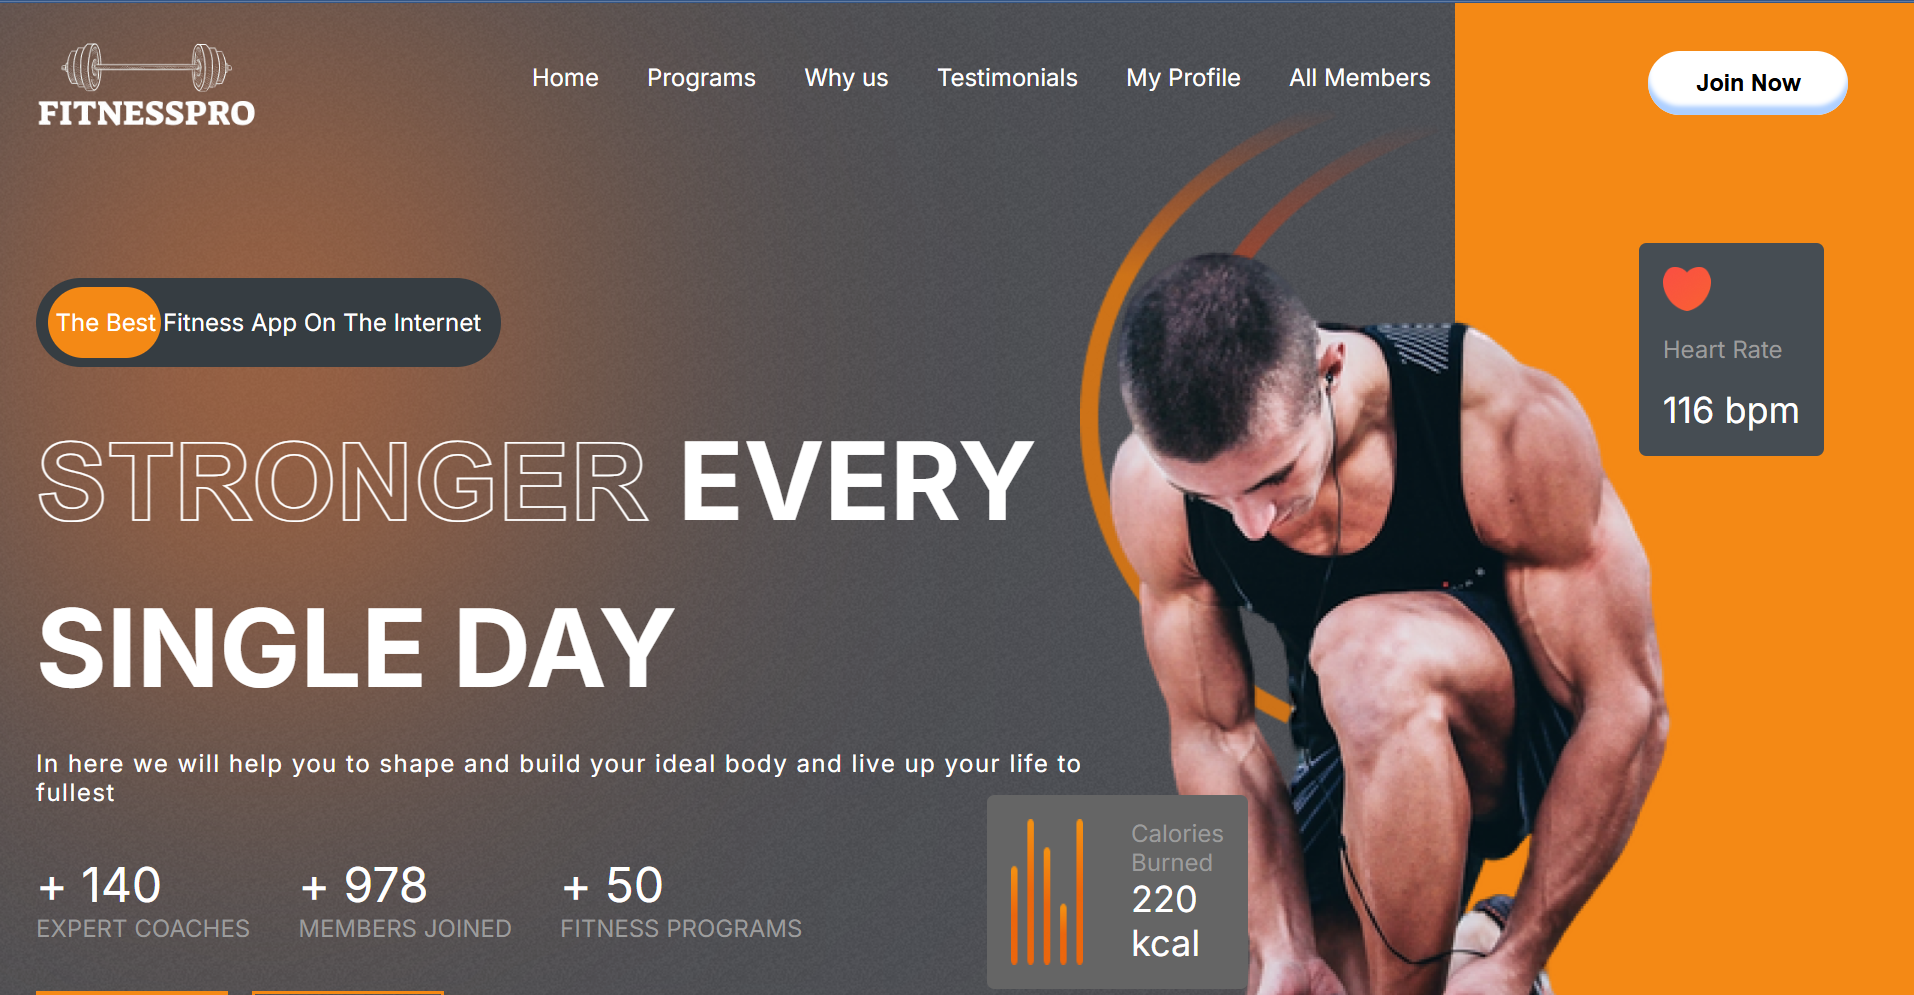 FITNESSPRO
Home
Programs
Why us
Testimonials
My Profile
All Members
Join Now
The Best Fitness App On The Internet
Heart Rate
116 bpm
STRONGER EVERY
SINGLE DAY
In here we will help you to shape and build your ideal body and live up your life to
fullest
+ 140
EXPERT COACHES
+ 978
MEMBERS JOINED
+ 50
FITNESS PROGRAMS
Calories
Burned
220
kcal